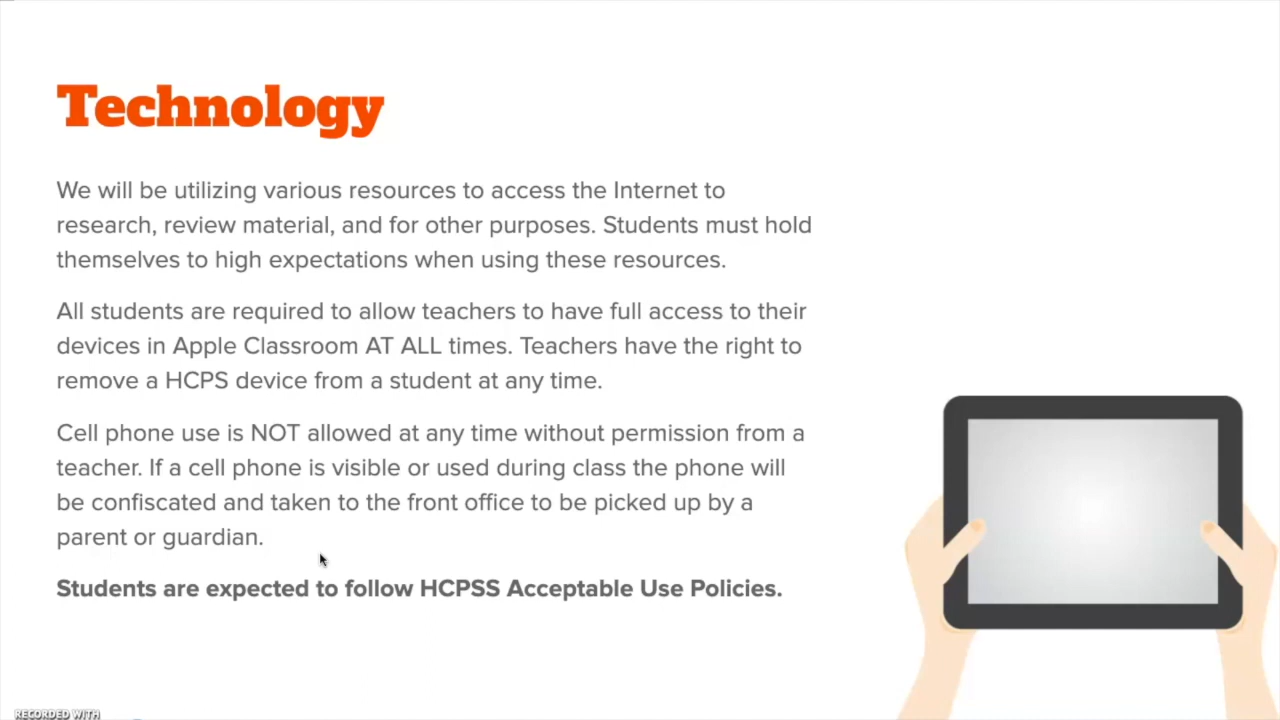 Technology
We will be utilizing various resources to access the Internet to
research, review material, and for other purposes. Students must hold
themselves to high expectations when using these resources.
All students are required to allow teachers to have full access to their
devices in Apple Classroom AT ALL times. Teachers have the right to
remove a HCPS device from a student at any time.
Cell phone use is NOT allowed at any time without permission from a
teacher. If a cell phone is visible or used during class the phone will
be confiscated and taken to the front office to be picked up by a
parent or guardian.
Students are expected to follow HCPSS Acceptable Use Policies.
RECORDED WITH